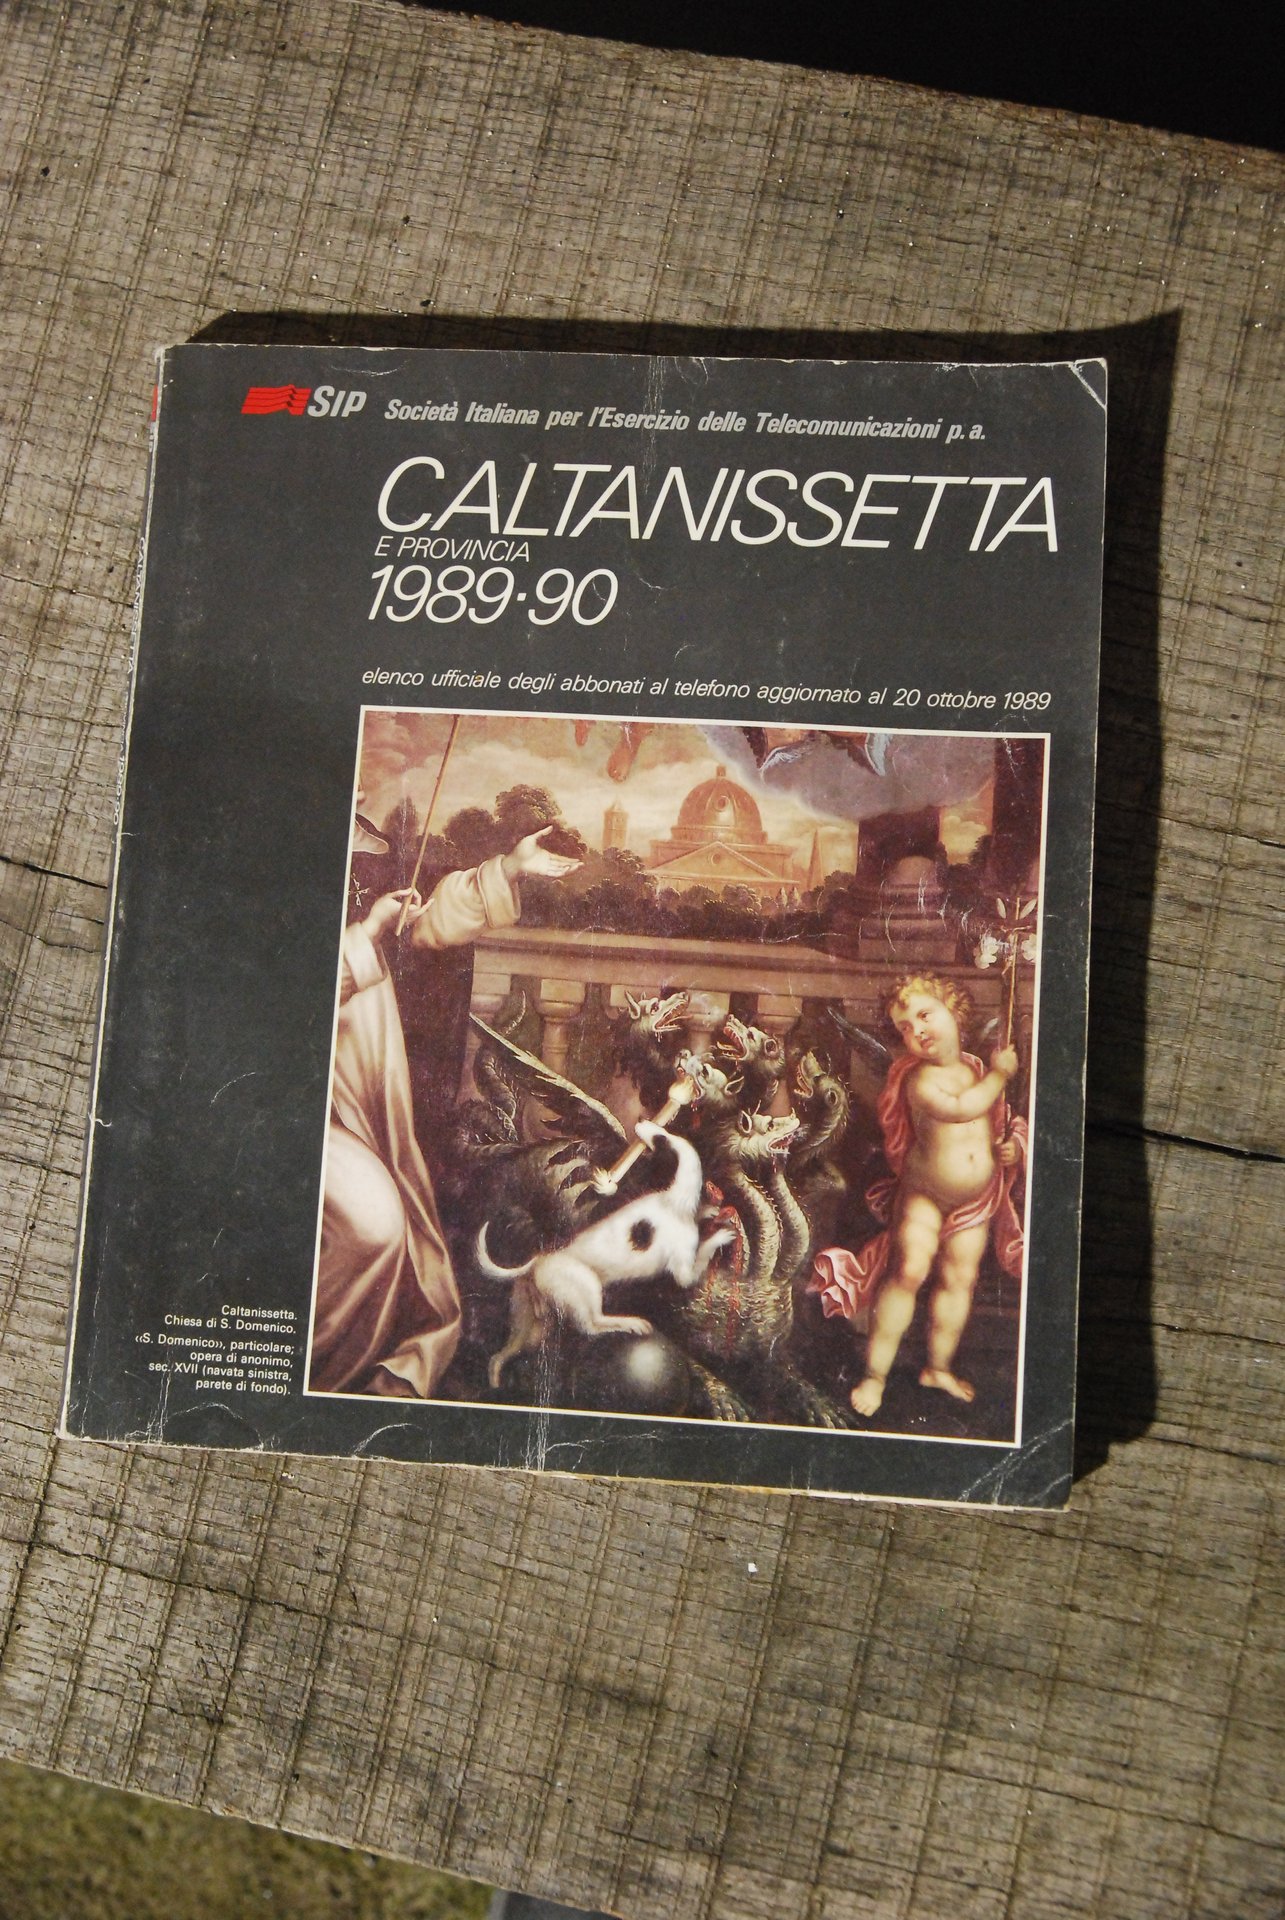 SIP Società Italiana per l'Esercizio delle Telecomunicazioni p.a.
CALTANISSETTA
E PROVINCIA
1989·90
elenco ufficiale degli abbonati al telefono aggiornato al 20 ottobre 1989
Caltanissetta.
Chiesa di S. Domenico.
‹‹S. Domenico››, particolare;
opera di anonimo,
sec. XVII (navata sinistra,
parete di fondo).